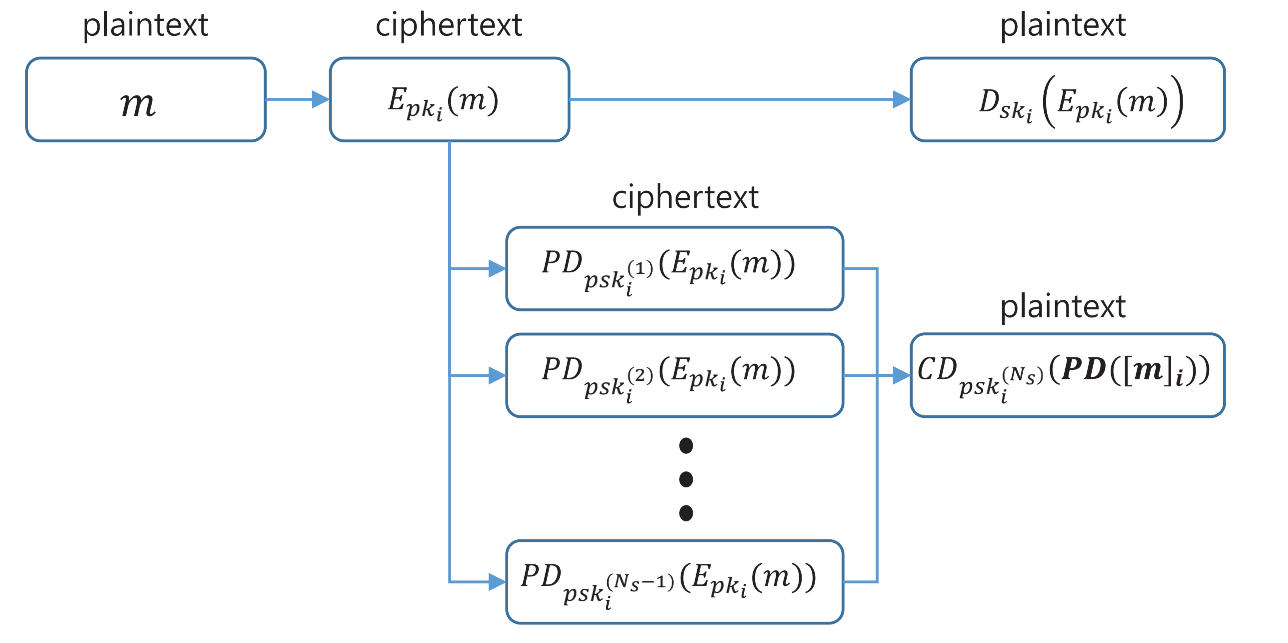 plaintext ciphertext plaintext
m E_{pk_i}(m) D_{sk_i}(E_{pk_i}(m))
ciphertext
PD_{psk_i^{(1)}}(E_{pk_i}(m))
plaintext
PD_{psk_i^{(2)}}(E_{pk_i}(m)) CD_{psk_i^{(N_s)}}(PD([m]_i))
PD_{psk_i^{(N_s-1)}}(E_{pk_i}(m))